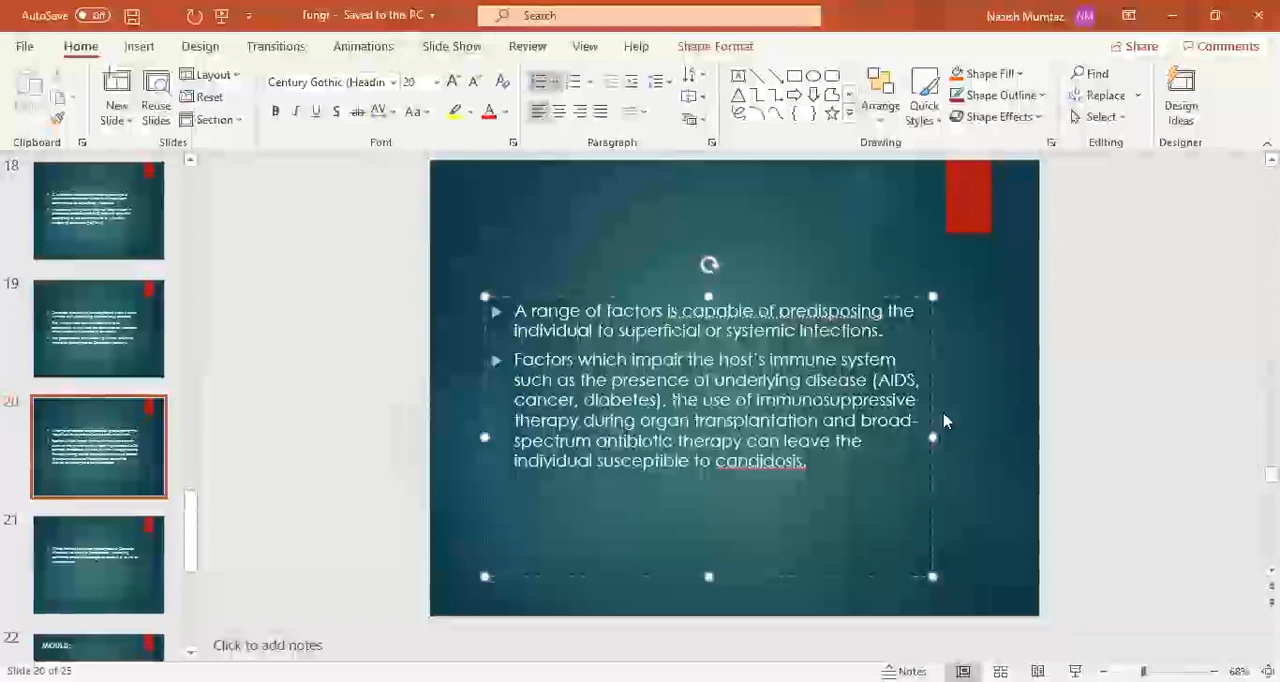 AutoSave Off fungi - Saved to this PC Search Nazish Mumtaz NM
File Home Insert Design Transitions Animations Slide Show Review View Help Shape Format Share Comments
New Slide Reuse Slides Layout Reset Section
Century Gothic (Headin 20
Arrange Quick Styles Shape Fill Shape Outline Shape Effects
Find Replace Select
Design Ideas
Clipboard Slides Font Paragraph Drawing Editing Designer
18
19
20
21
22
MOULD:
A range of factors is capable of predisposing the
individual to superficial or systemic infections.
Factors which impair the host's immune system
such as the presence of underlying disease (AIDS,
cancer, diabetes), the use of immunosuppressive
therapy during organ transplantation and broad-
spectrum antibiotic therapy can leave the
individual susceptible to candidosis.
Click to add notes
Slide 20 of 25 Notes 68%